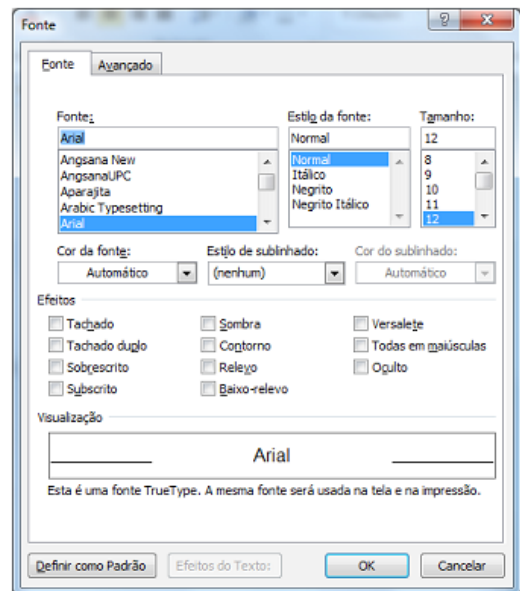 Fonte
Fonte Avançado
Fonte: Estilo da fonte: Tamanho:
Arial Normal 12
Angsana New Normal 8
AngsanaUPC Itálico 9
Aparajita Negrito 10
Arabic Typesetting Negrito Itálico 11
Arial 12
Cor da fonte: Estilo de sublinhado: Cor do sublinhado:
Automático (nenhum) Automático
Efeitos
Tachado Sombra Versalete
Tachado duplo Contorno Todas em maiúsculas
Sobrescrito Relevo Oculto
Subscrito Baixo-relevo
Visualização
Arial
Esta é uma fonte TrueType. A mesma fonte será usada na tela e na impressão.
Definir como Padrão Efeitos do Texto: OK Cancelar